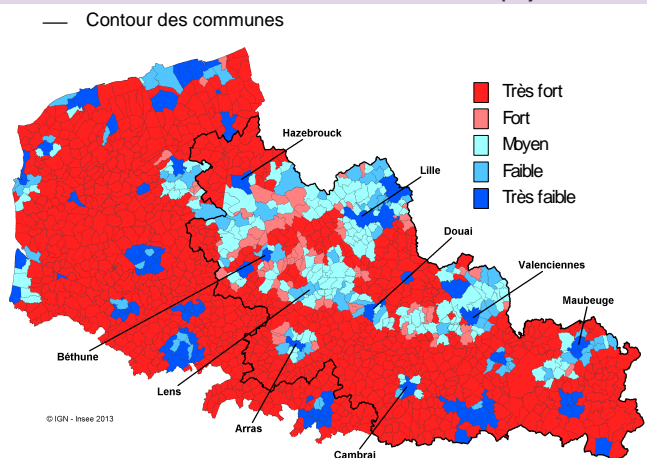 Contour des communes
Très fort
Fort
Moyen
Faible
Très faible
Hazebrouck
Lille
Douai
Valenciennes
Maubeuge
Béthune
Lens
Arras
Cambrai
© IGN - Insee 2013